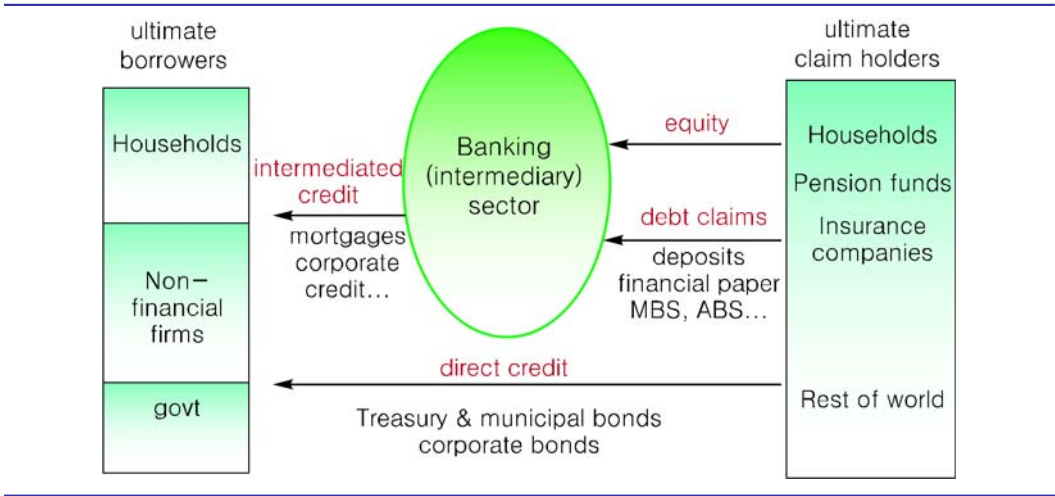 ultimate
borrowers
Households
Non-
financial
firms
govt
intermediated
credit
mortgages
corporate
credit...
Banking
(intermediary)
sector
equity
debt claims
deposits
financial paper
MBS, ABS...
direct credit
Treasury & municipal bonds
corporate bonds
ultimate
claim holders
Households
Pension funds
Insurance
companies
Rest of world